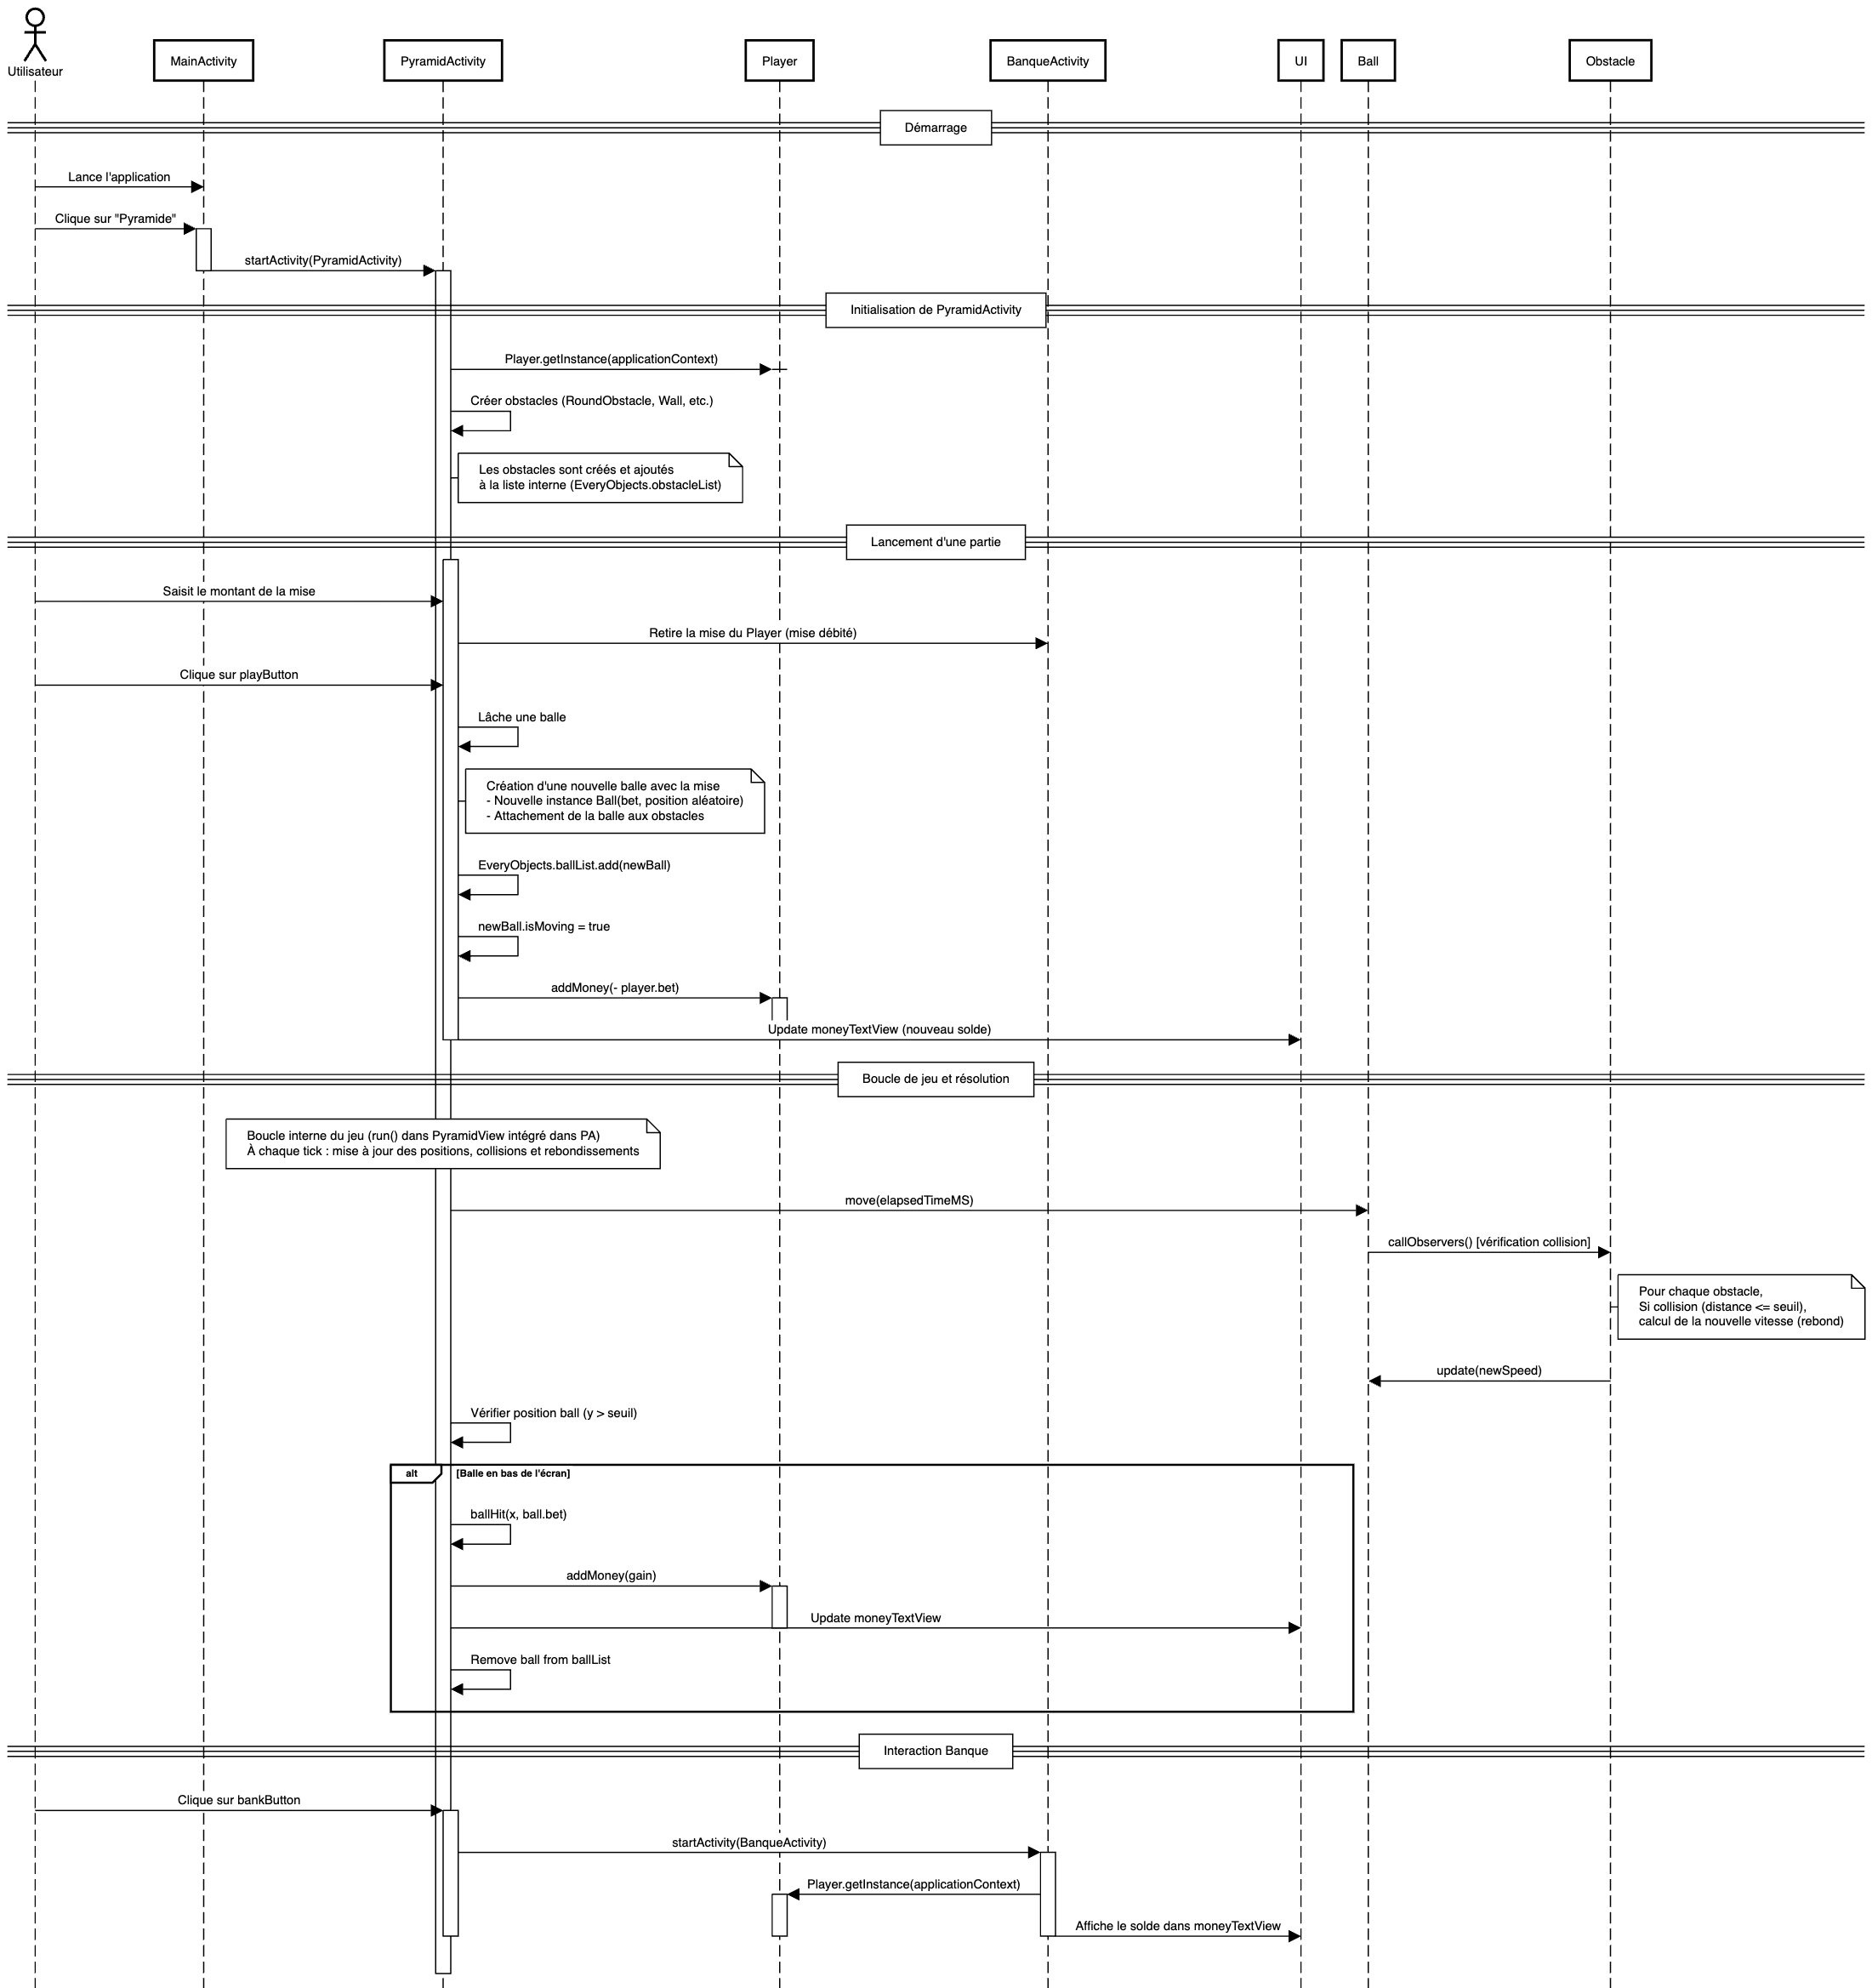 Utilisateur
MainActivity
PyramidActivity
Player
BanqueActivity
UI
Ball
Obstacle
Démarrage
Lance l'application
Clique sur "Pyramide"
startActivity(PyramidActivity)
Initialisation de PyramidActivity
Player.getInstance(applicationContext)
Créer obstacles (RoundObstacle, Wall, etc.)
Les obstacles sont créés et ajoutés
à la liste interne (EveryObjects.obstacleList)
Lancement d'une partie
Saisit le montant de la mise
Retire la mise du Player (mise débité)
Clique sur playButton
Lâche une balle
Création d'une nouvelle balle avec la mise
- Nouvelle instance Ball(bet, position aléatoire)
- Attachement de la balle aux obstacles
EveryObjects.ballList.add(newBall)
newBall.isMoving = true
addMoney(- player.bet)
Update moneyTextView (nouveau solde)
Boucle de jeu et résolution
Boucle interne du jeu (run() dans PyramidView intégré dans PA)
À chaque tick : mise à jour des positions, collisions et rebondissements
move(elapsedTimeMS)
callObservers() [vérification collision]
Pour chaque obstacle,
Si collision (distance <= seuil),
calcul de la nouvelle vitesse (rebond)
update(newSpeed)
Vérifier position ball (y > seuil)
alt [Balle en bas de l'écran]
ballHit(x, ball.bet)
addMoney(gain)
Update moneyTextView
Remove ball from ballList
Interaction Banque
Clique sur bankButton
startActivity(BanqueActivity)
Player.getInstance(applicationContext)
Affiche le solde dans moneyTextView